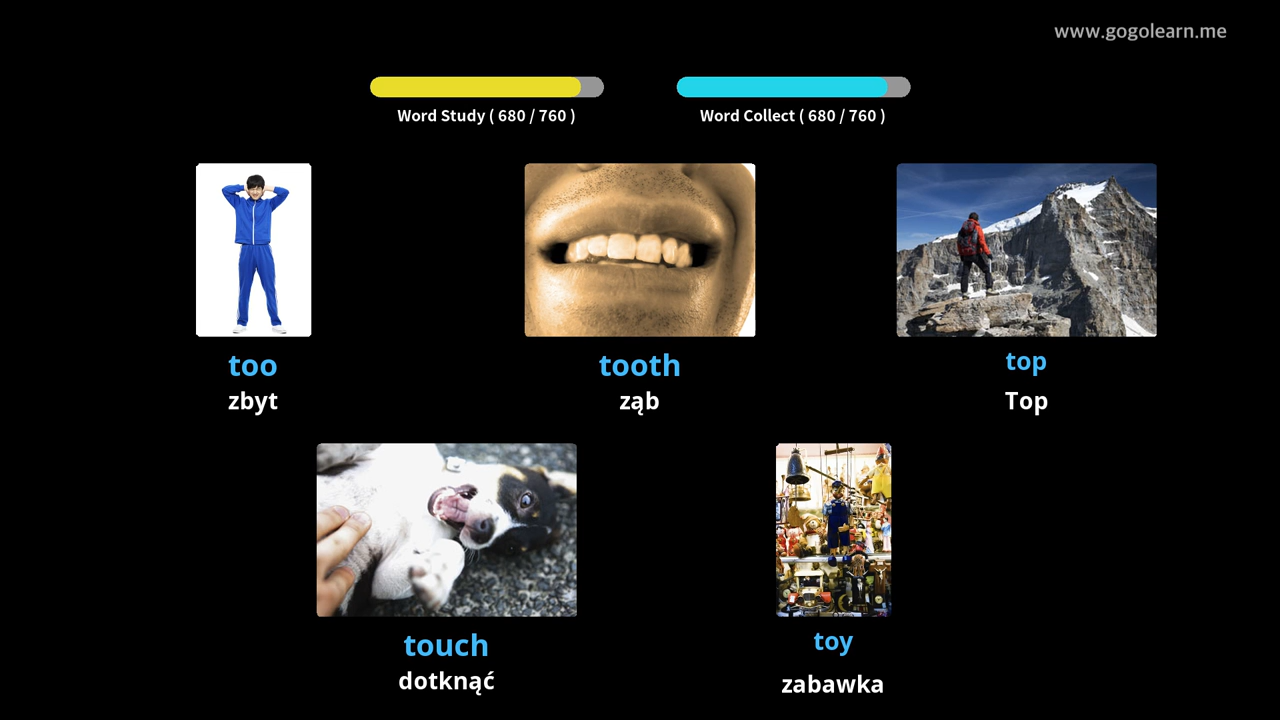 www.gogolearn.me
Word Study ( 680 / 760 )
Word Collect ( 680 / 760 )
too
zbyt
tooth
ząb
top
Top
touch
dotknąć
toy
zabawka